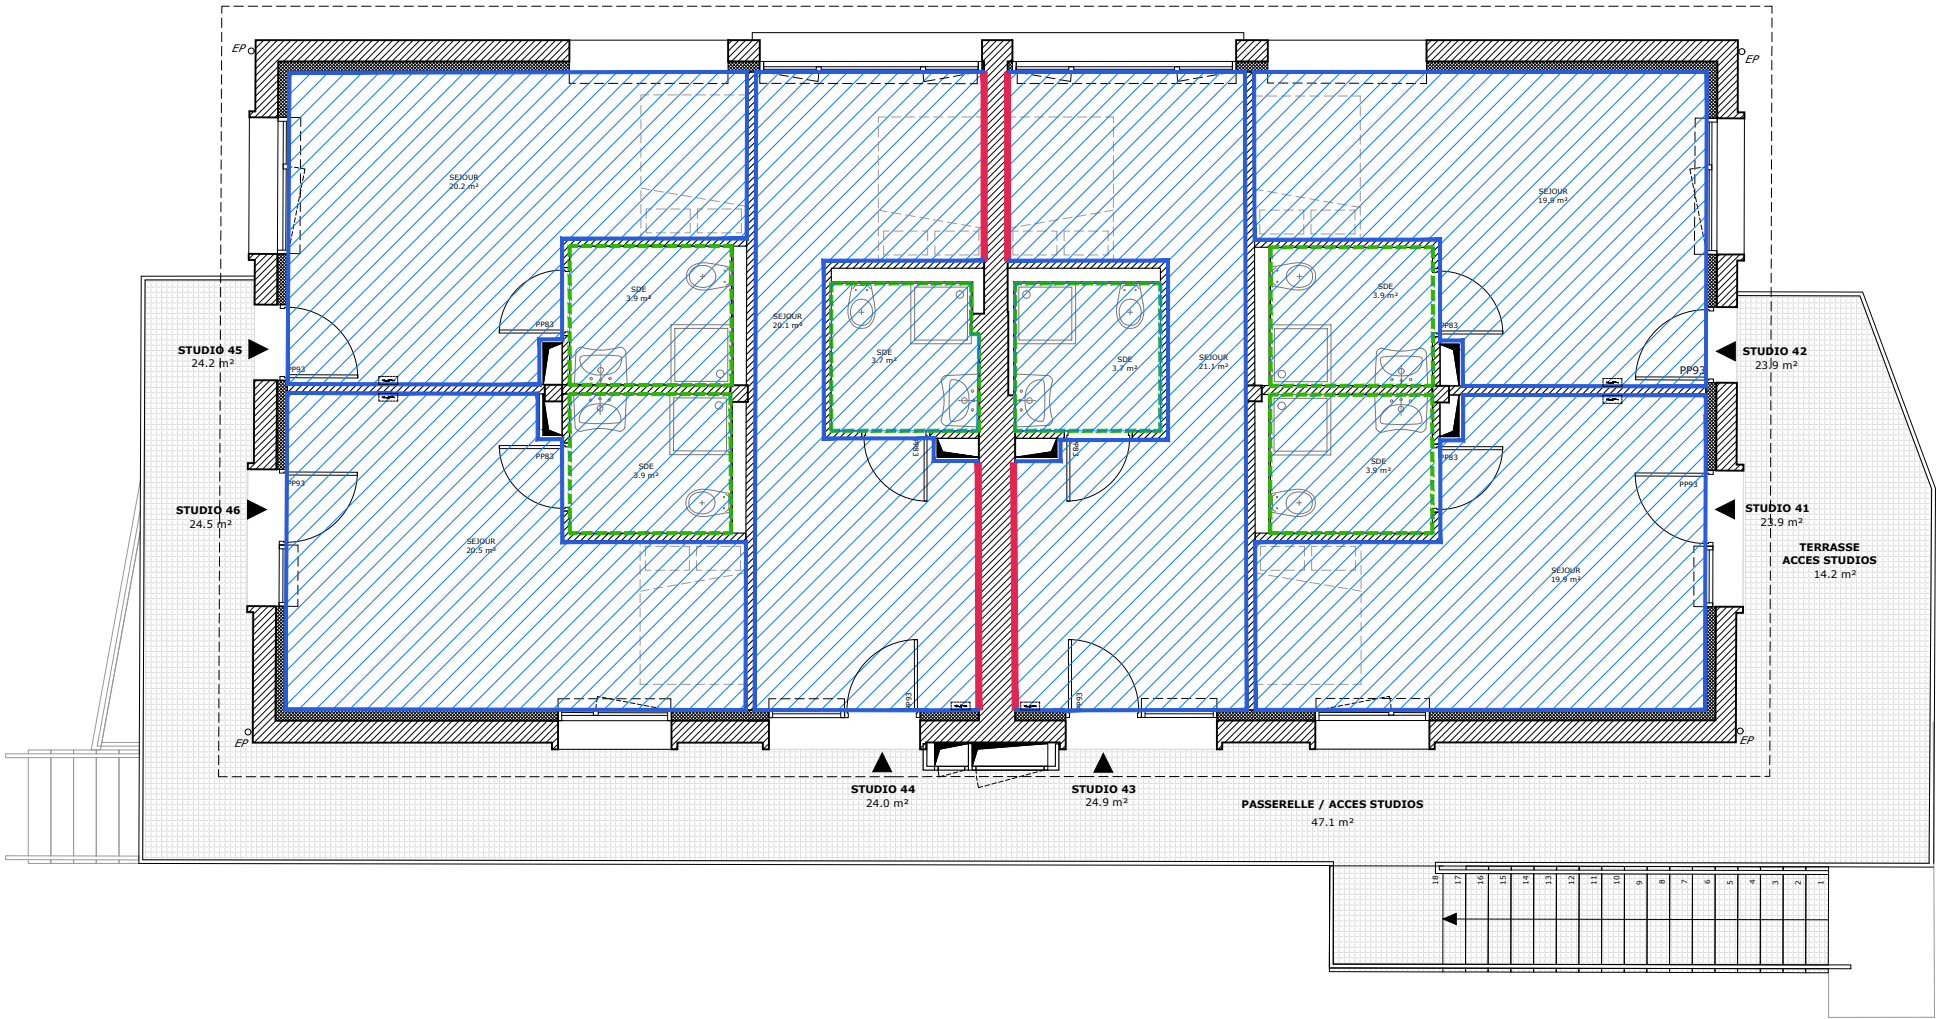 EP
EP
SEJOUR
20.2 m²
SEJOUR
19.9 m²
SDE
3.9 m²
SDE
3.9 m²
SEJOUR
20.1 m²
PP83
PP83
STUDIO 45
24.2 m²
SDE
3.7 m²
SDE
3.7 m²
SEJOUR
21.1 m²
STUDIO 42
23.9 m²
PP93
PP93
PP83
PP83
PP83
PP83
SDE
3.9 m²
SDE
3.9 m²
PP93
PP93
STUDIO 46
24.5 m²
STUDIO 41
23.9 m²
SEJOUR
20.5 m²
SEJOUR
19.9 m²
TERRASSE
ACCES STUDIOS
14.2 m²
PP93
PP93
EP
EP
STUDIO 44
24.0 m²
STUDIO 43
24.9 m²
PASSERELLE / ACCES STUDIOS
47.1 m²
18 17 16 15 14 13 12 11 10 9 8 7 6 5 4 3 2 1